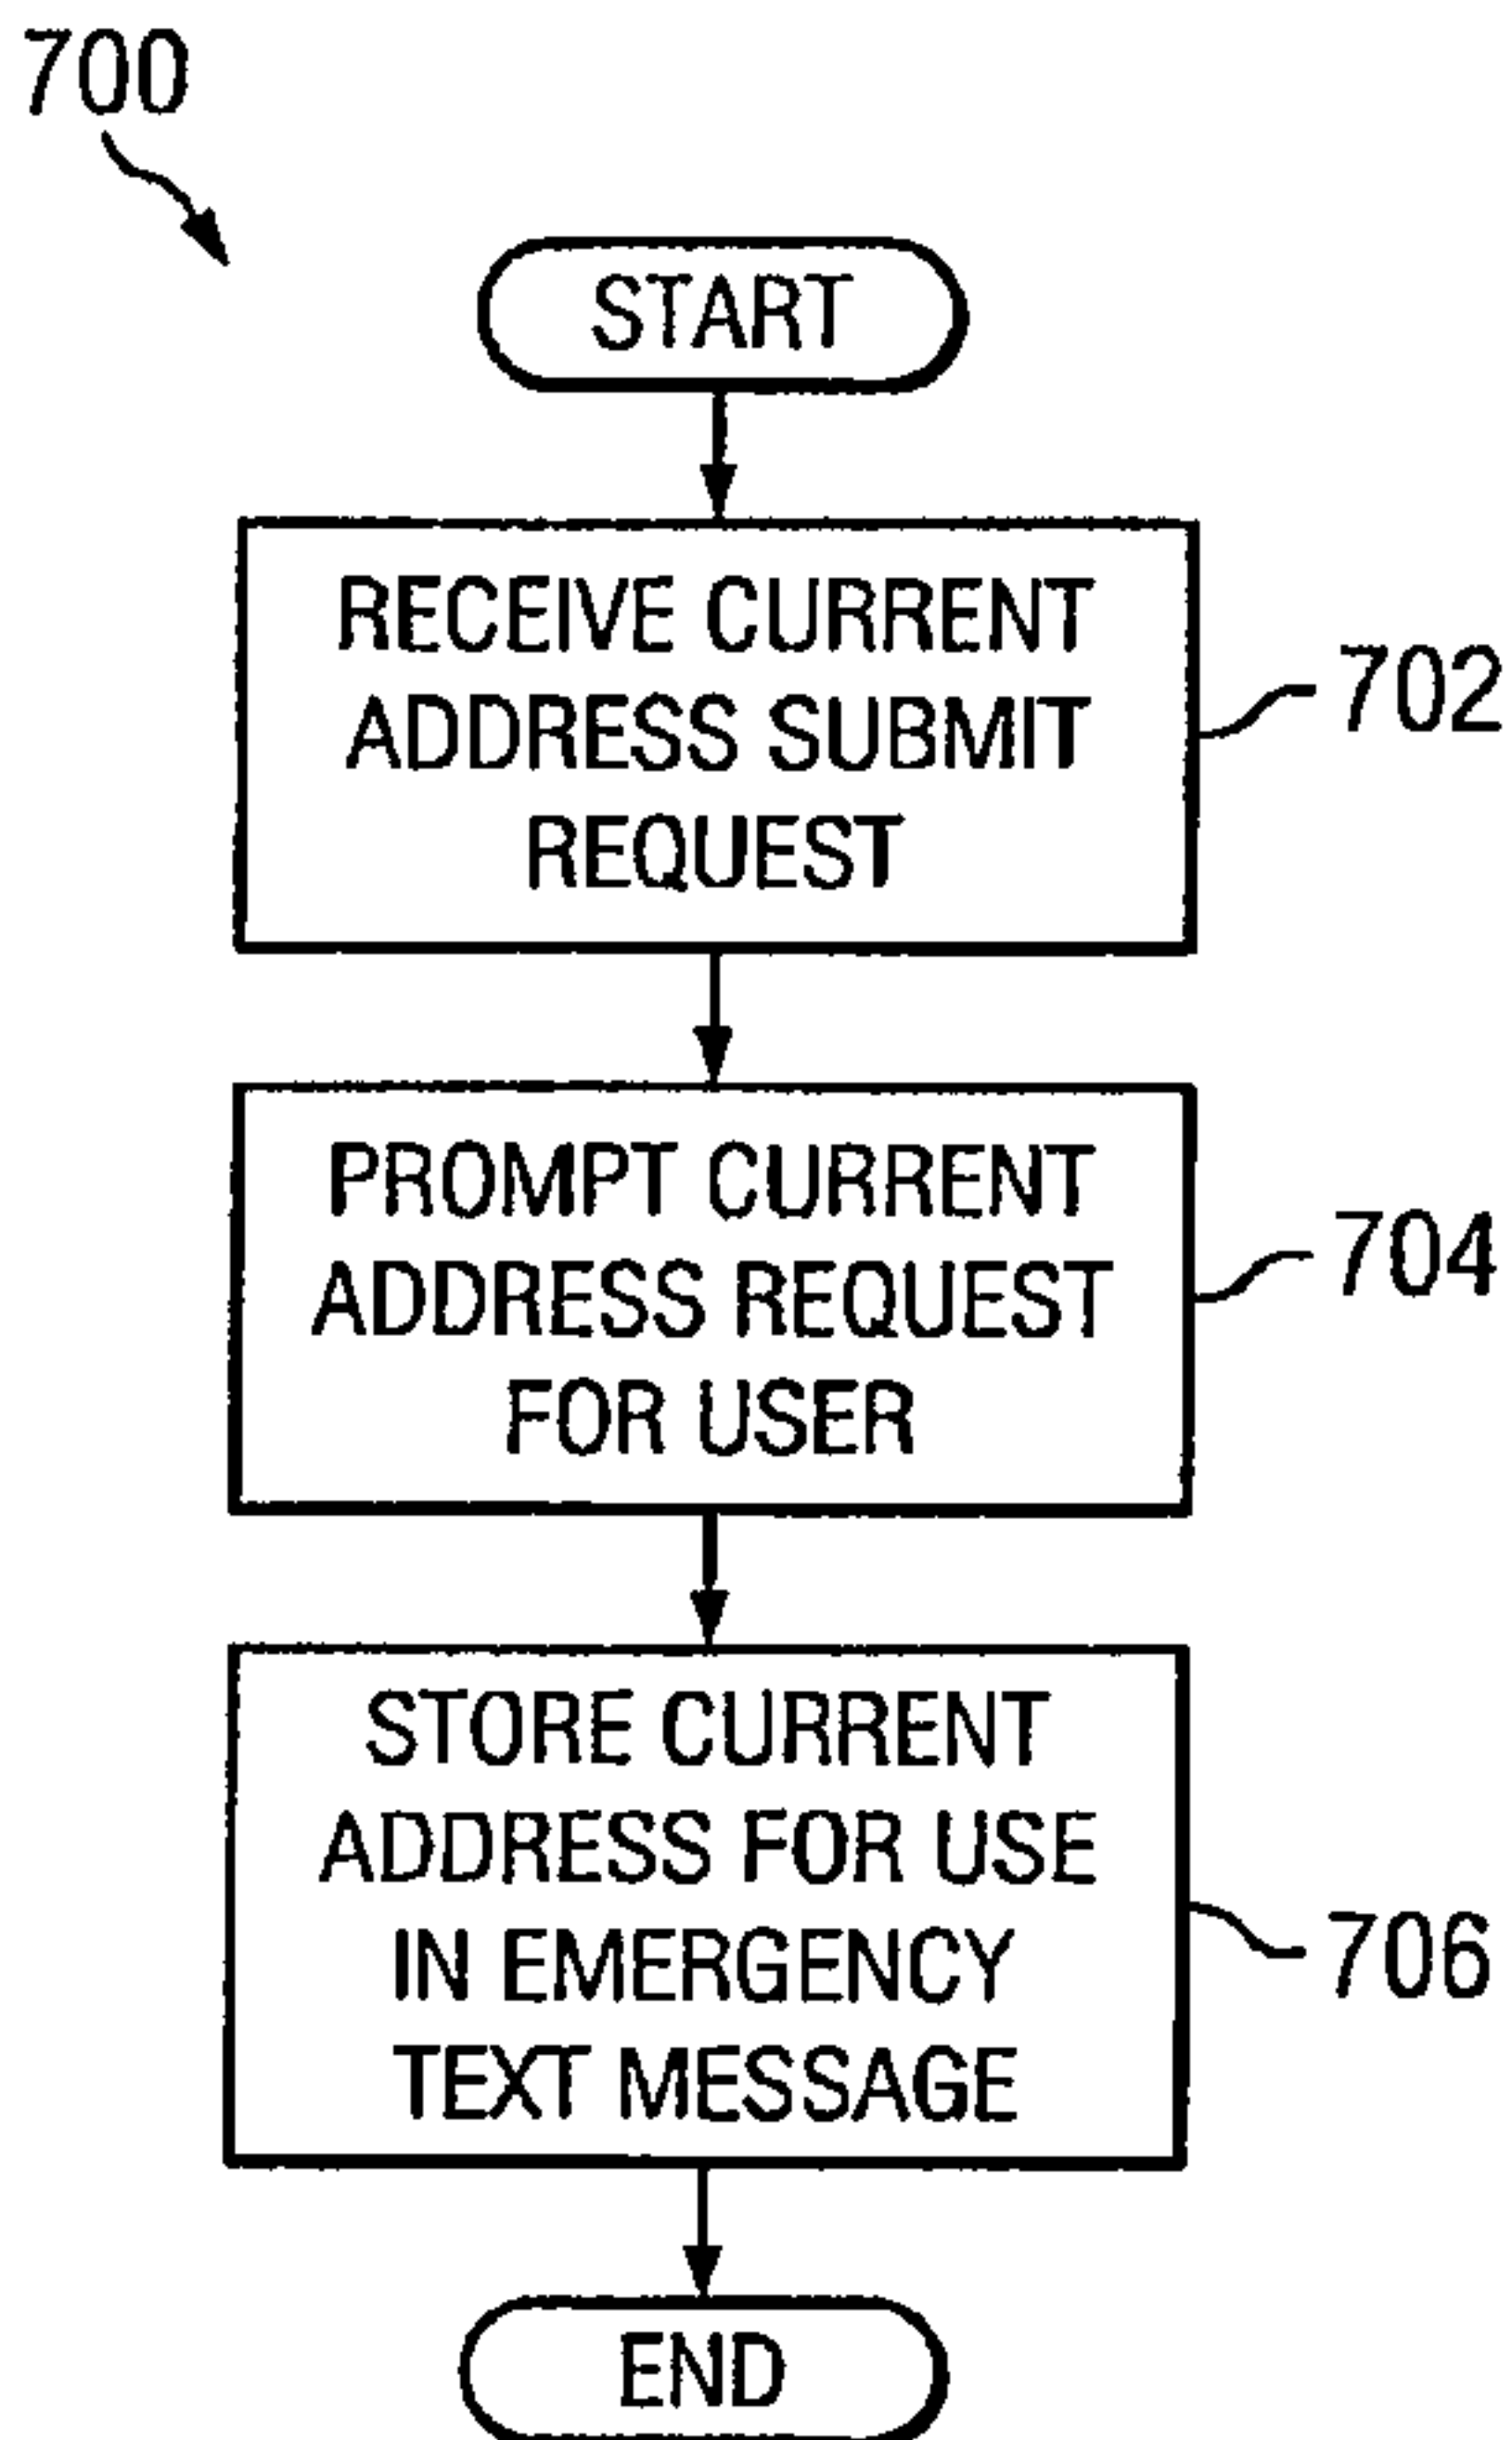 700
START
RECEIVE CURRENT
ADDRESS SUBMIT
REQUEST
702
PROMPT CURRENT
ADDRESS REQUEST
FOR USER
704
STORE CURRENT
ADDRESS FOR USE
IN EMERGENCY
TEXT MESSAGE
706
END